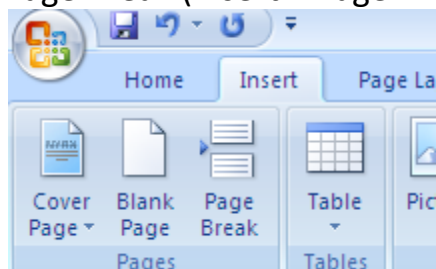 Home Insert Page La
Cover Blank Page Table Pic
Page Page Break
Pages Tables